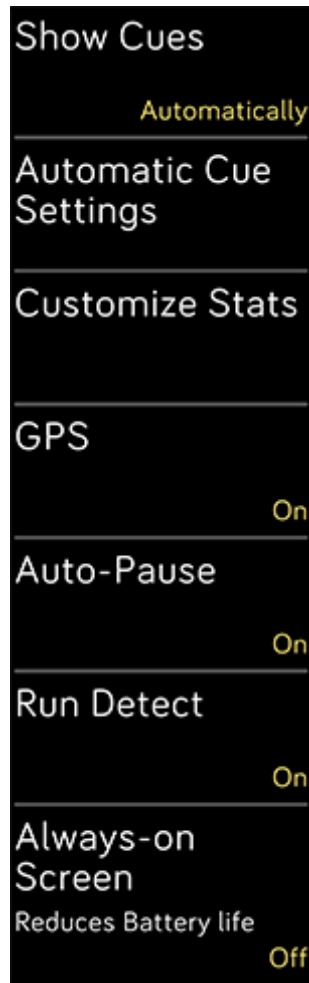 Show Cues
Automatically
Automatic Cue
Settings
Customize Stats
GPS
On
Auto-Pause
On
Run Detect
On
Always-on
Screen
Reduces Battery life
Off